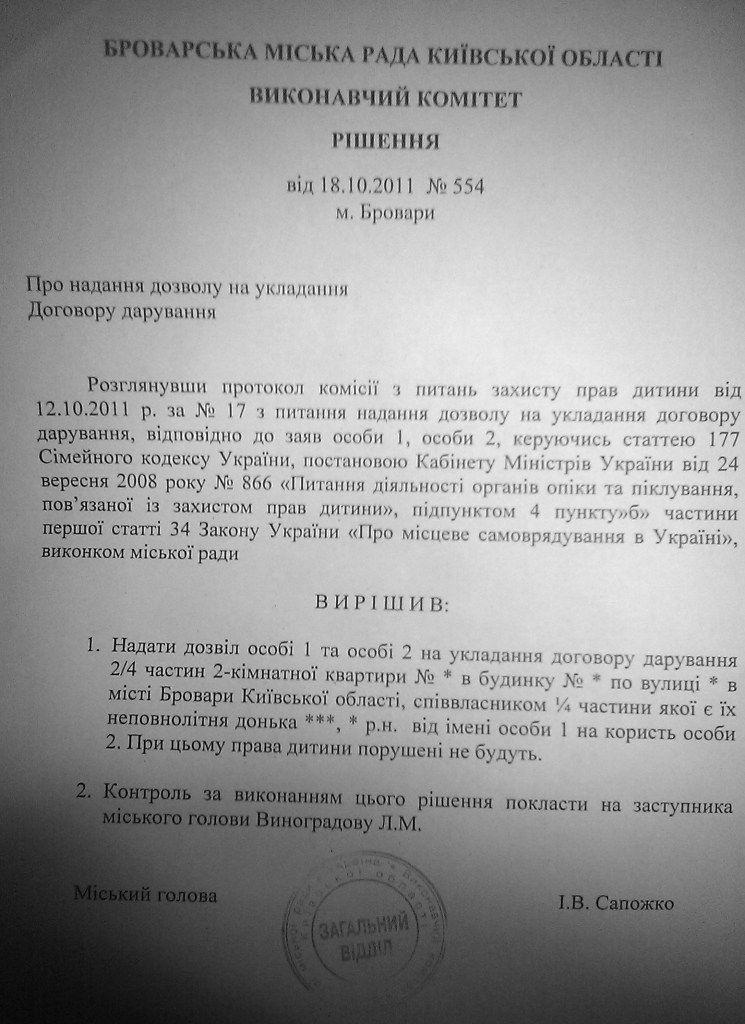 БРОВАРСЬКА МІСЬКА РАДА КИЇВСЬКОЇ ОБЛАСТІ
ВИКОНАВЧИЙ КОМІТЕТ
РІШЕННЯ
від 18.10.2011 № 554
м. Бровари
Про надання дозволу на укладання
Договору дарування
Розглянувши протокол комісії з питань захисту прав дитини від
12.10.2011 р. за № 17 з питання надання дозволу на укладання договору
дарування, відповідно до заяв особи 1, особи 2, керуючись статтею 177
Сімейного кодексу України, постановою Кабінету Міністрів України від 24
вересня 2008 року № 866 «Питання діяльності органів опіки та піклування,
пов’язаної із захистом прав дитини», підпунктом 4 пункту»б» частини
першої статті 34 Закону України «Про місцеве самоврядування в Україні»,
виконком міської ради
В И Р І Ш И В:
1. Надати дозвіл особі 1 та особі 2 на укладання договору дарування
2/4 частин 2-кімнатної квартири № * в будинку № * по вулиці * в
місті Бровари Київської області, співвласником ¼ частини якої є їх
неповнолітня донька ***, * р.н. від імені особи 1 на користь особи
2. При цьому права дитини порушені не будуть.
2. Контроль за виконанням цього рішення покласти на заступника
міського голови Виноградову Л.М.
Міський голова
І.В. Сапожко
ЗАГАЛЬНИЙ
ВІДДІЛ